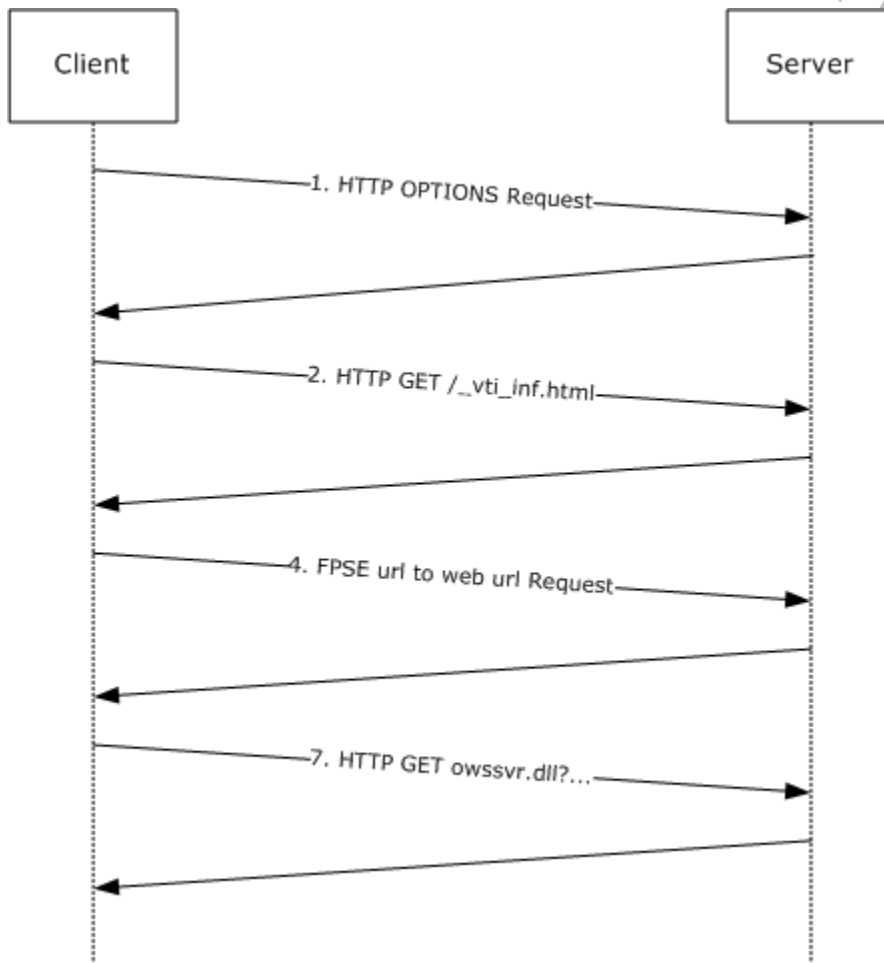 Client
Server
1. HTTP OPTIONS Request
2. HTTP GET /_vti_inf.html
4. FPSE url to web url Request
7. HTTP GET owssvr.dll?...